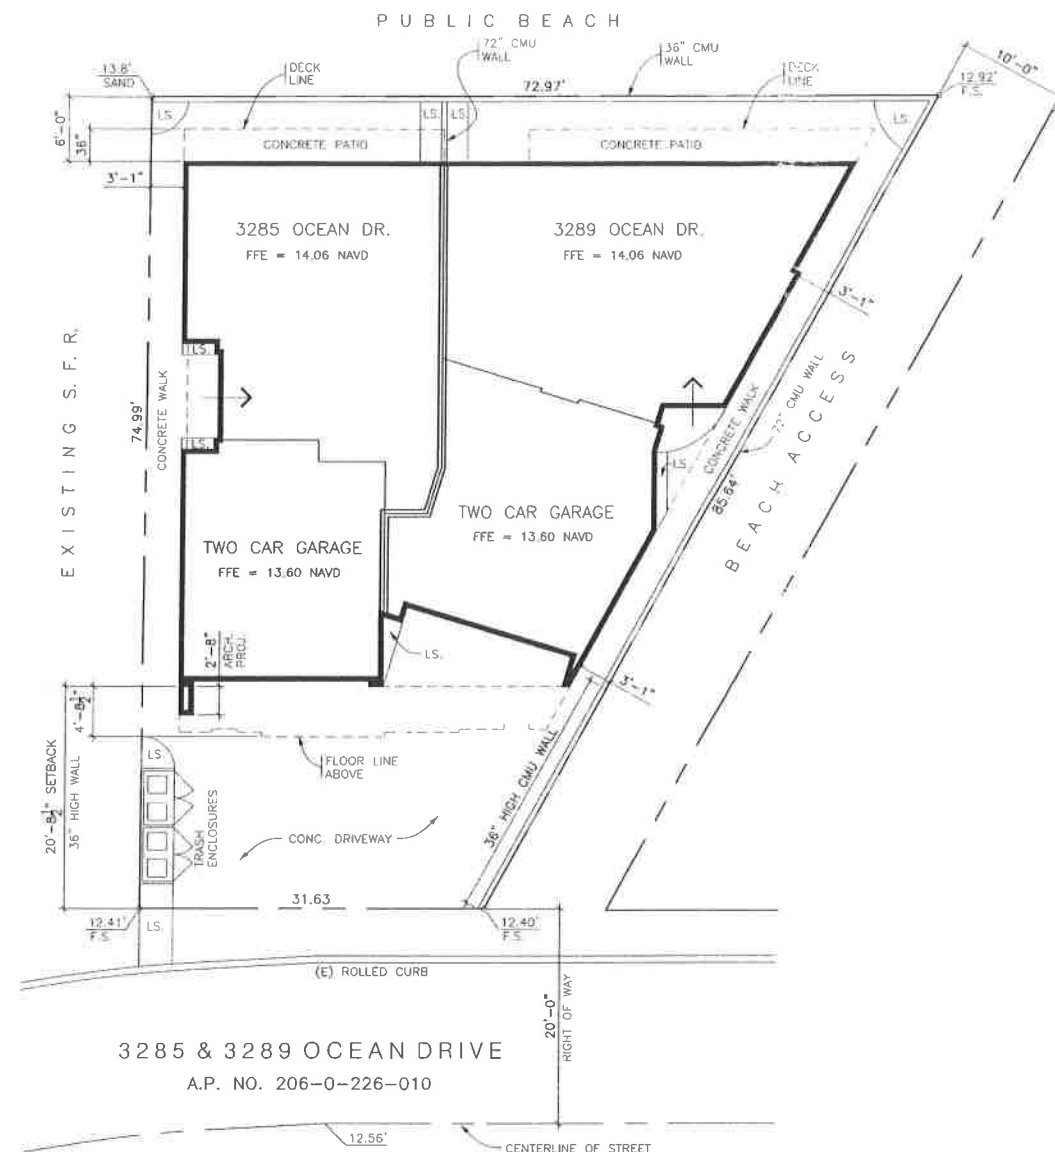 PUBLIC BEACH
72" CMU
WALL
36" CMU
WALL
10'-0"
13.8'
SAND
DECK
LINE
72.97'
DECK
LINE
12.92'
F.S.
6'-0"
36"
LS.
LS.
LS.
LS.
CONCRETE PATIO
CONCRETE PATIO
3'-1"
3285 OCEAN DR.
FFE = 14.06 NAVD
3289 OCEAN DR.
FFE = 14.06 NAVD
3'-1"
EXISTING S. F. R.
74.99'
CONCRETE WALK
LS.
LS.
CONCRETE WALK
72" CMU WALL
85.64'
BEACH ACCESS
LS.
TWO CAR GARAGE
FFE = 13.60 NAVD
TWO CAR GARAGE
FFE = 13.60 NAVD
2'-8"
ARCH.
PROJ.
LS.
3'-1"
4'-8½"
20'-8½" SETBACK
36" HIGH WALL
FLOOR LINE
ABOVE
LS.
36" HIGH CMU WALL
TRASH
ENCLOSURES
CONC. DRIVEWAY
31.63
12.41'
F.S.
LS.
12.40'
F.S.
(E) ROLLED CURB
20'-0"
RIGHT OF WAY
3285 & 3289 OCEAN DRIVE
A.P. NO. 206-0-226-010
12.56'
CENTERLINE OF STREET